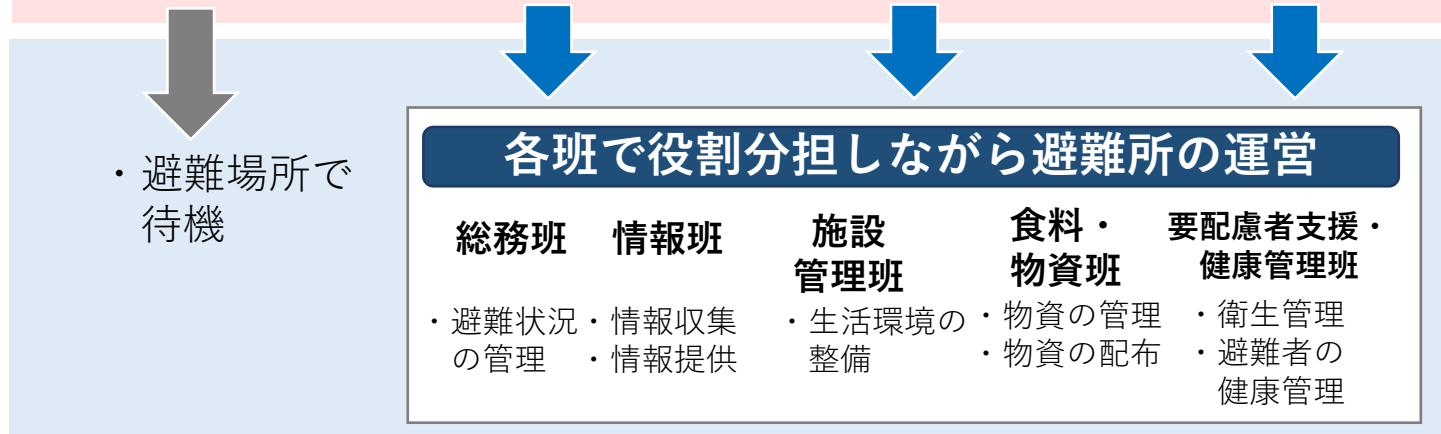 ・避難場所で
待機
各班で役割分担しながら避難所の運営
総務班
・避難状況
の管理
情報班
・情報収集
・情報提供
施設
管理班
・生活環境の
整備
食料・
物資班
・物資の管理
・物資の配布
要配慮者支援・
健康管理班
・衛生管理
・避難者の
健康管理